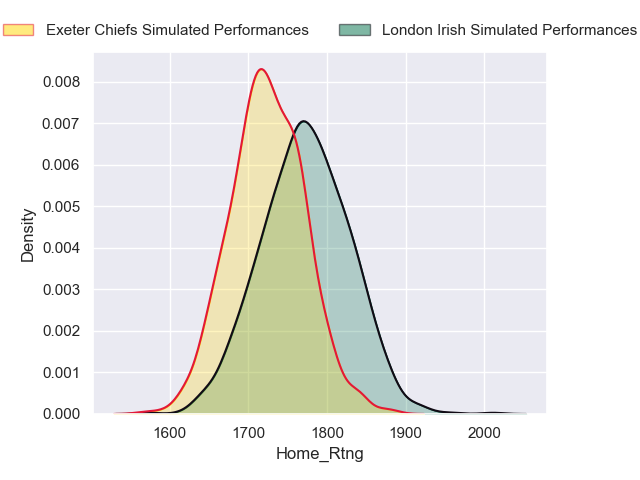 Exeter Chiefs Simulated Performances London Irish Simulated Performances
0.008
0.007
0.006
0.005
0.004
0.003
0.002
0.001
0.000
Density
1600 1700 1800 1900 2000
Home_Rtng